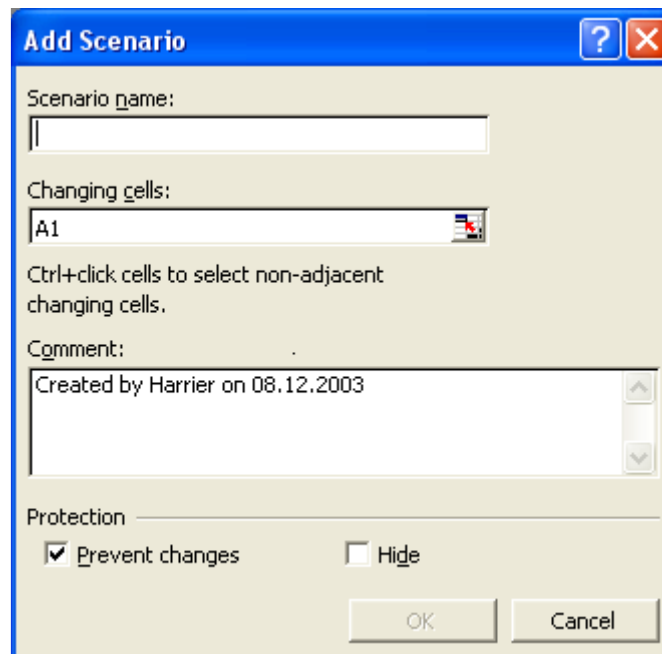 Add Scenario
Scenario name:
Changing cells:
A1
Ctrl+click cells to select non-adjacent
changing cells.
Comment:
Created by Harrier on 08.12.2003
Protection
Prevent changes Hide
OK Cancel